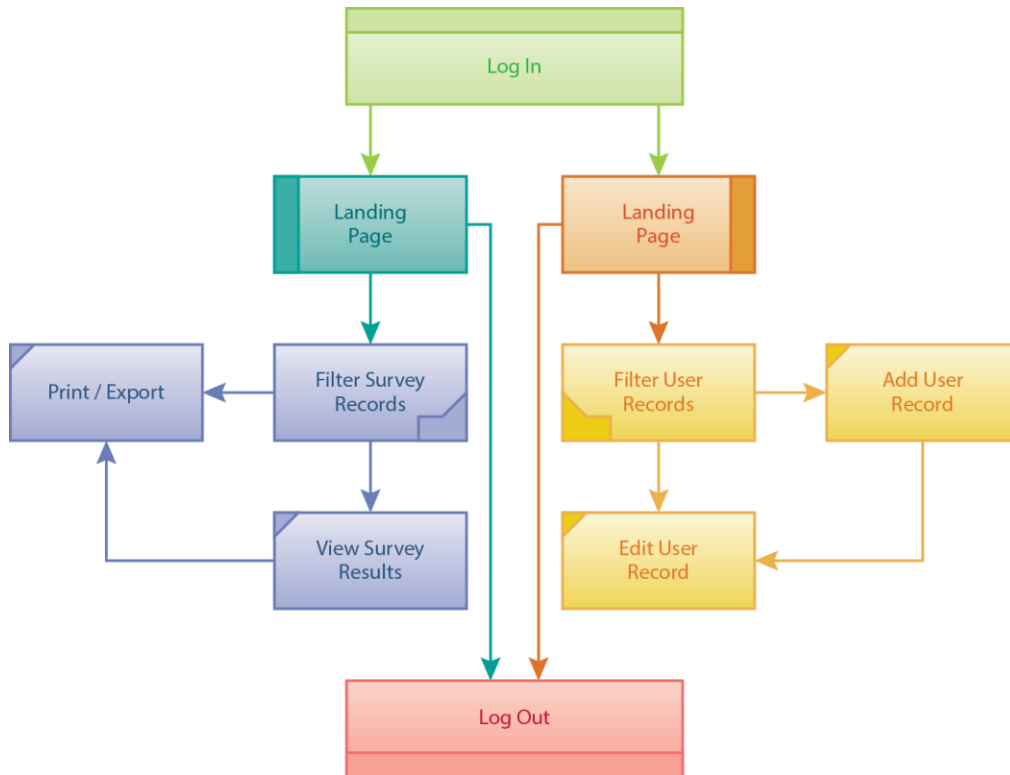 Log In
Landing
Page
Landing
Page
Print / Export
Filter Survey
Records
Filter User
Records
Add User
Record
View Survey
Results
Edit User
Record
Log Out